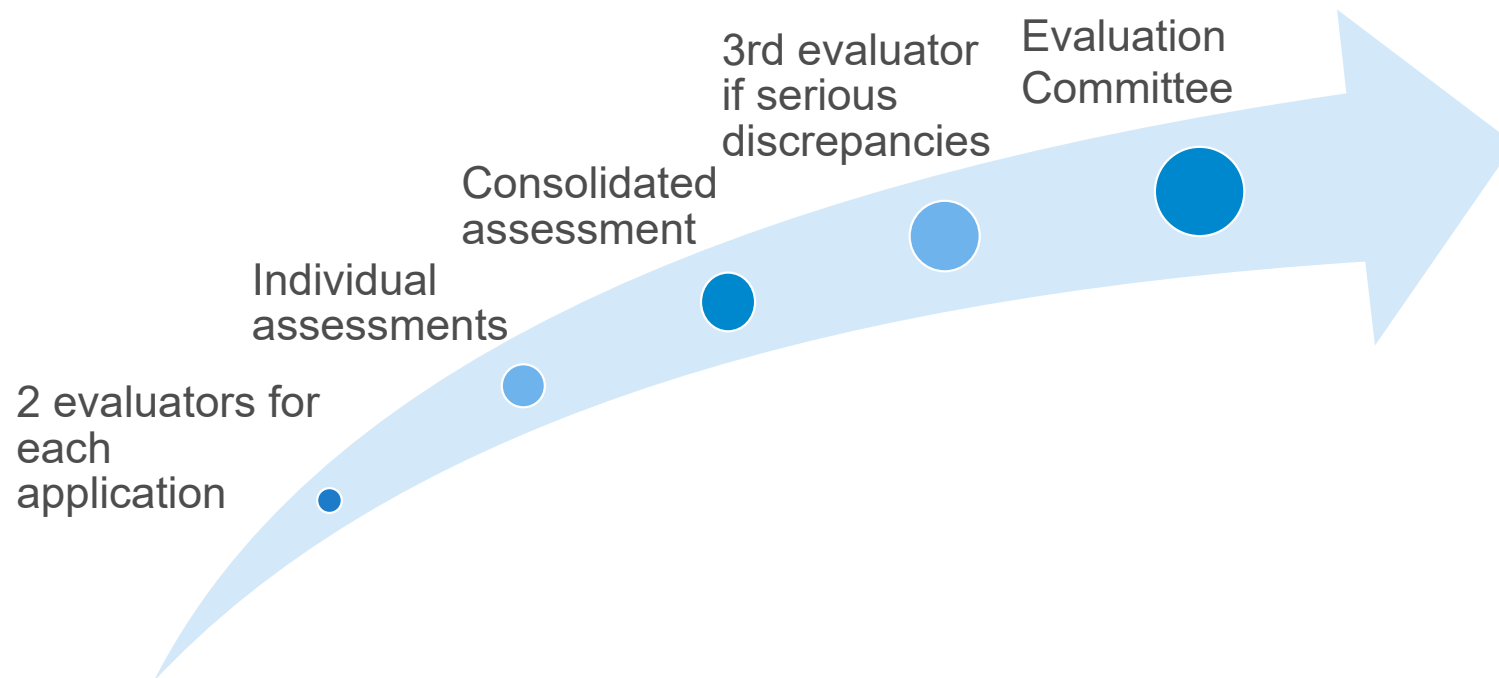 2 evaluators for
each
application
Individual
assessments
Consolidated
assessment
3rd evaluator
if serious
discrepancies
Evaluation
Committee